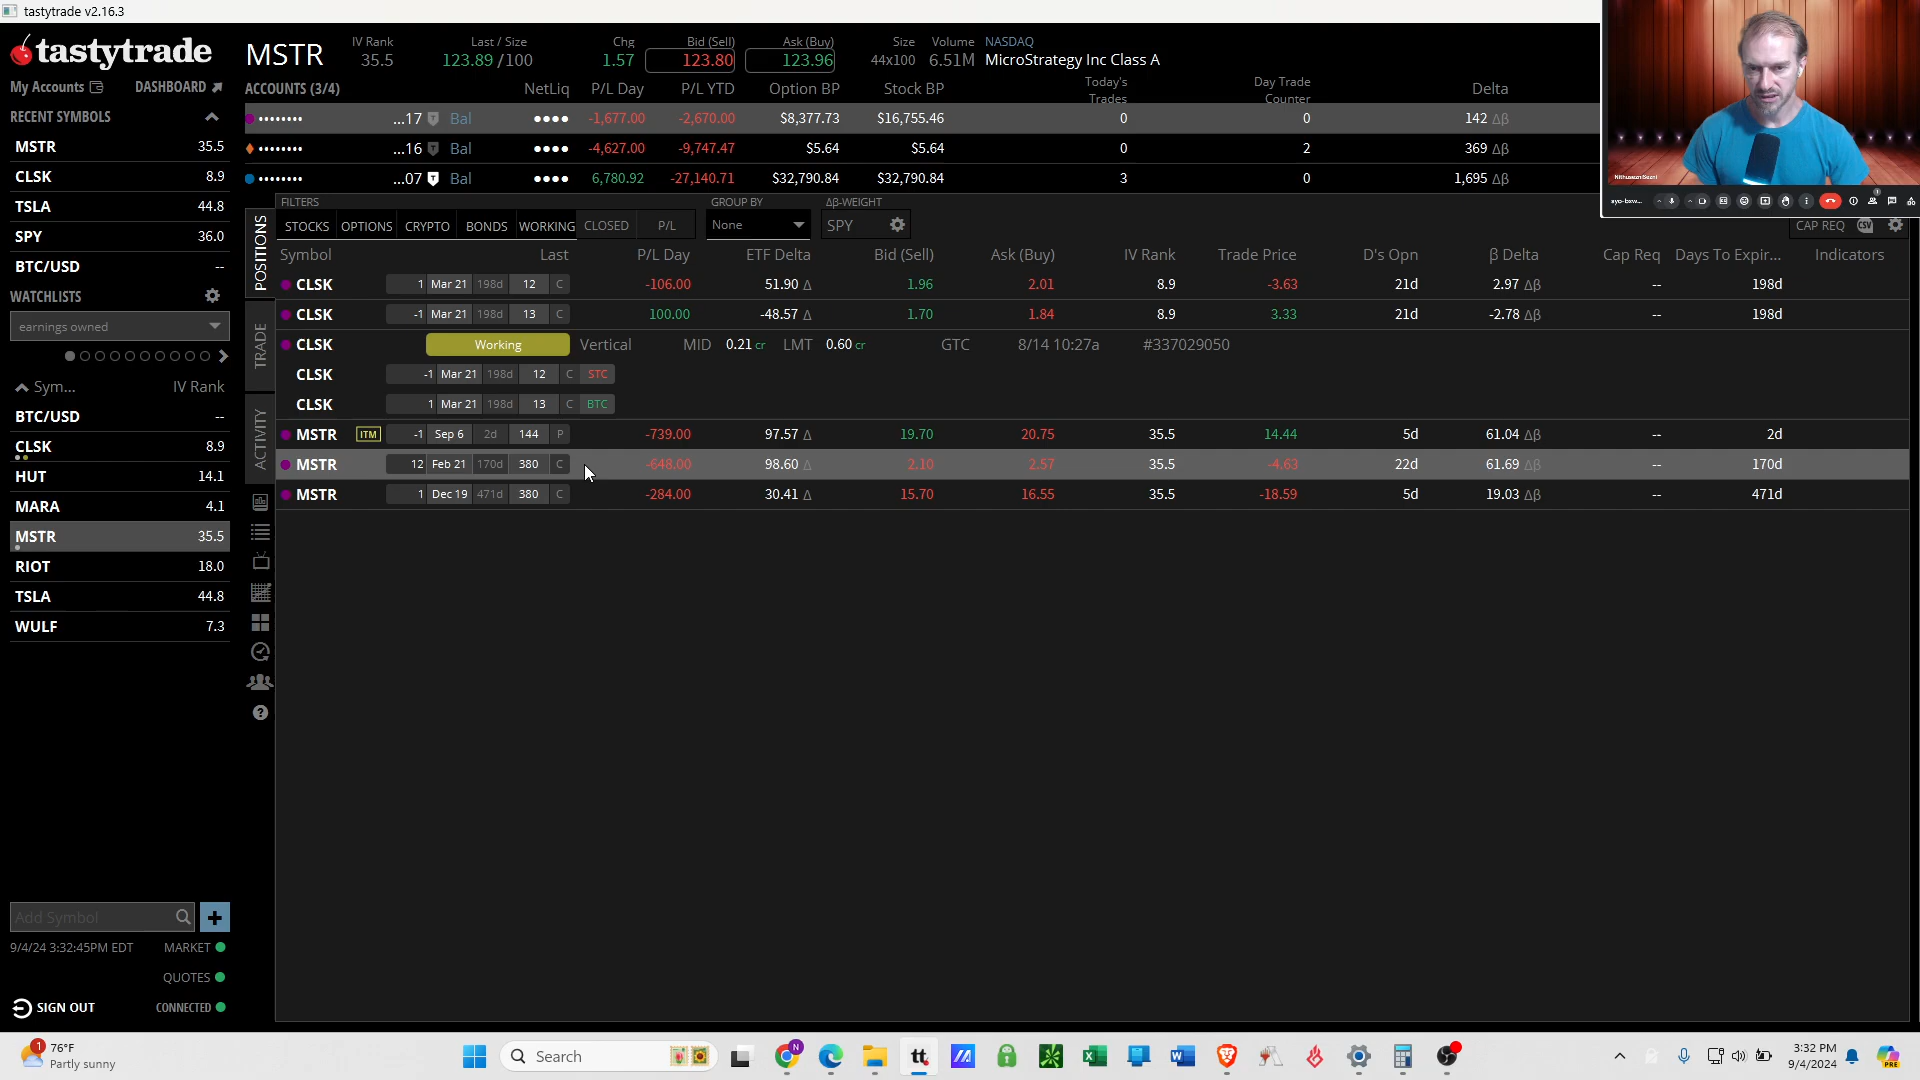 tastytrade v2.16.3
tastytrade
My Accounts DASHBOARD
RECENT SYMBOLS
MSTR 35.5
CLSK 8.9
TSLA 44.8
SPY 36.0
BTC/USD --
WATCHLISTS
earnings owned
Sym... IV Rank
BTC/USD --
CLSK 8.9
HUT 14.1
MARA 4.1
MSTR 35.5
RIOT 18.0
TSLA 44.8
WULF 7.3
Add Symbol
9/4/24 3:32:45PM EDT MARKET
QUOTES
SIGN OUT CONNECTED
MSTR
IV Rank Last / Size Chg Bid (Sell) Ask (Buy) Size Volume NASDAQ
35.5 123.89 /100 1.57 123.80 123.96 44x100 6.51M MicroStrategy Inc Class A
ACCOUNTS (3/4) NetLiq P/L Day P/L YTD Option BP Stock BP Today's Trades Day Trade Counter Delta
•••••••• ...17 Bal •••• -1,677.00 -2,670.00 $8,377.73 $16,755.46 0 0 142 Δβ
•••••••• ...16 Bal •••• -4,627.00 -9,747.47 $5.64 $5.64 0 2 369 Δβ
•••••••• ...07 Bal •••• 6,780.92 -27,140.71 $32,790.84 $32,790.84 3 0 1,695 Δβ
POSITIONS
TRADE
ACTIVITY
FILTERS GROUP BY Δβ-WEIGHT
STOCKS OPTIONS CRYPTO BONDS WORKING CLOSED P/L None SPY CAP REQ CSV
Symbol Last P/L Day ETF Delta Bid (Sell) Ask (Buy) IV Rank Trade Price D's Opn β Delta Cap Req Days To Expir... Indicators
CLSK 1 Mar 21 198d 12 C -106.00 51.90 Δ 1.96 2.01 8.9 -3.63 21d 2.97 Δβ -- 198d
CLSK -1 Mar 21 198d 13 C 100.00 -48.57 Δ 1.70 1.84 8.9 3.33 21d -2.78 Δβ -- 198d
CLSK Working Vertical MID 0.21 cr LMT 0.60 cr GTC 8/14 10:27a #337029050
CLSK -1 Mar 21 198d 12 C STC
CLSK 1 Mar 21 198d 13 C BTC
MSTR ITM -1 Sep 6 2d 144 P -739.00 97.57 Δ 19.70 20.75 35.5 14.44 5d 61.04 Δβ -- 2d
MSTR 12 Feb 21 170d 380 C -648.00 98.60 Δ 2.10 2.57 35.5 -4.63 22d 61.69 Δβ -- 170d
MSTR 1 Dec 19 471d 380 C -284.00 30.41 Δ 15.70 16.55 35.5 -18.59 5d 19.03 Δβ -- 471d
1 76°F
Partly sunny
Search
N
tt
PRE
3:32 PM
9/4/2024